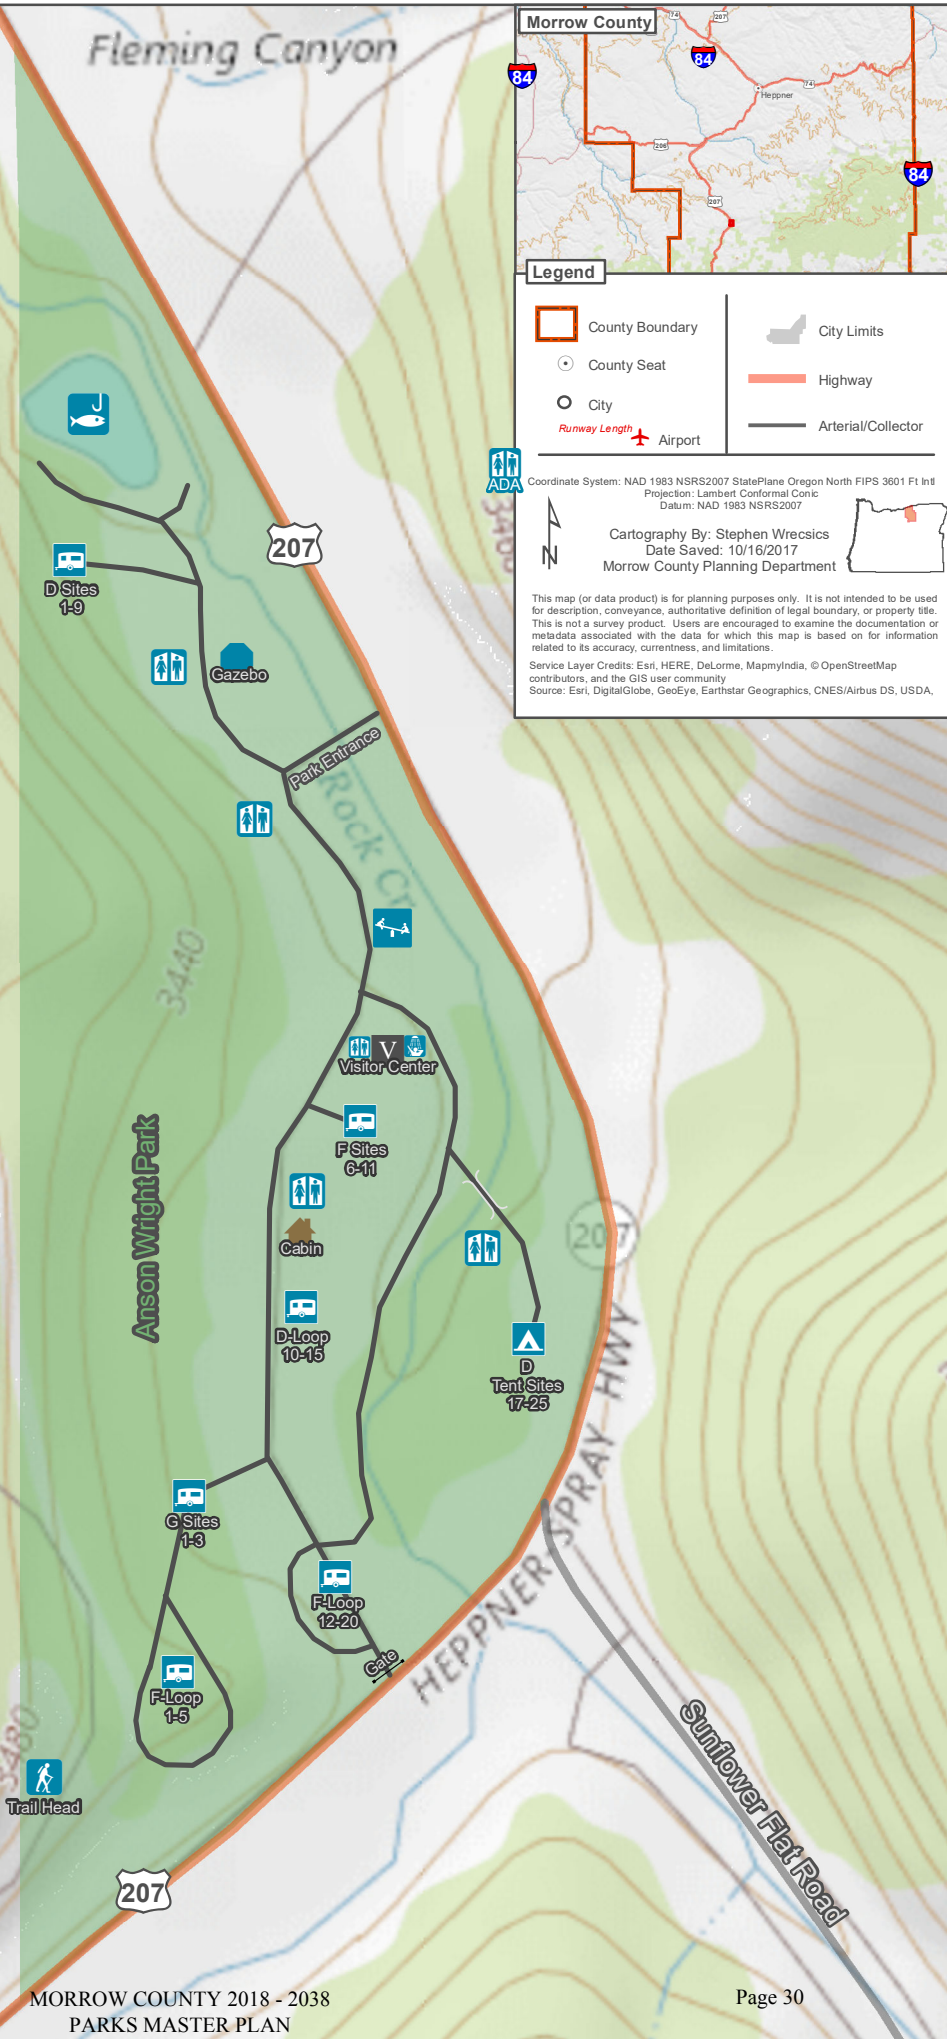 Fleming Canyon
Morrow County
84
84
84
74
207
74
Heppner
206
207
Legend
County Boundary
County Seat
City
Runway Length
Airport
City Limits
Highway
Arterial/Collector
ADA
Coordinate System: NAD 1983 NSRS2007 StatePlane Oregon North FIPS 3601 Ft Intl
Projection: Lambert Conformal Conic
Datum: NAD 1983 NSRS2007
N
Cartography By: Stephen Wrecsics
Date Saved: 10/16/2017
Morrow County Planning Department
This map (or data product) is for planning purposes only. It is not intended to be used
for description, conveyance, authoritative definition of legal boundary, or property title.
This is not a survey product. Users are encouraged to examine the documentation or
metadata associated with the data for which this map is based on for information
related to its accuracy, currentness, and limitations.
Service Layer Credits: Esri, HERE, DeLorme, MapmyIndia, © OpenStreetMap
contributors, and the GIS user community
Source: Esri, DigitalGlobe, GeoEye, Earthstar Geographics, CNES/Airbus DS, USDA,
207
D Sites
1-9
Gazebo
Park Entrance
Rock Cr
3440
V
Visitor Center
F Sites
6-11
Anson Wright Park
Cabin
207
D-Loop
10-15
D
Tent Sites
17-25
HEPPNER-SPRAY HWY
G Sites
1-3
F-Loop
12-20
Gate
F-Loop
1-5
3480
Trail Head
Sunflower Flat Road
207
MORROW COUNTY 2018 - 2038
PARKS MASTER PLAN
Page 30